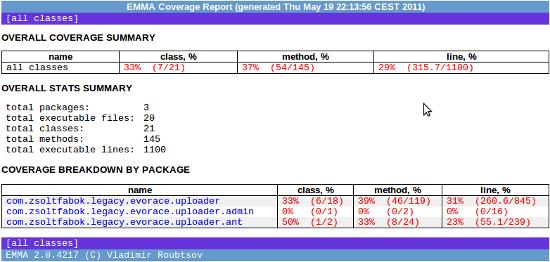 EMMA Coverage Report (generated Thu May 19 22:13:56 CEST 2011)
[all classes]
OVERALL COVERAGE SUMMARY
name class, % method, % line, %
all classes 33% (7/21) 37% (54/145) 29% (315.7/1100)
OVERALL STATS SUMMARY
total packages: 3
total executable files: 20
total classes: 21
total methods: 145
total executable lines: 1100
COVERAGE BREAKDOWN BY PACKAGE
name class, % method, % line, %
com.zsoltfabok.legacy.evorace.uploader 33% (6/18) 39% (46/119) 31% (260.6/845)
com.zsoltfabok.legacy.evorace.uploader.admin 0% (0/1) 0% (0/2) 0% (0/16)
com.zsoltfabok.legacy.evorace.uploader.ant 50% (1/2) 33% (8/24) 23% (55.1/239)
[all classes]
EMMA 2.0.4217 (C) Vladimir Roubtsov